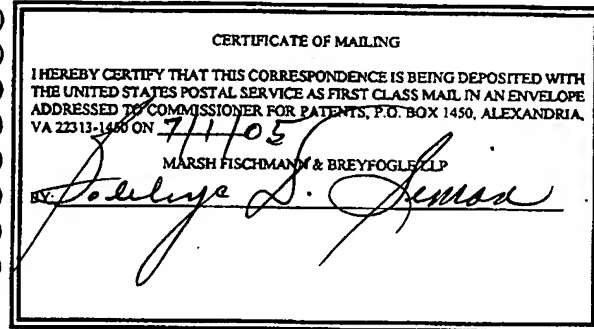 CERTIFICATE OF MAILING
I HEREBY CERTIFY THAT THIS CORRESPONDENCE IS BEING DEPOSITED WITH
THE UNITED STATES POSTAL SERVICE AS FIRST CLASS MAIL IN AN ENVELOPE
ADDRESSED TO COMMISSIONER FOR PATENTS, P.O. BOX 1450, ALEXANDRIA,
VA 22313-1450 ON 7/1/05
MARSH FISCHMANN & BREYFOGLE LLP
BY: